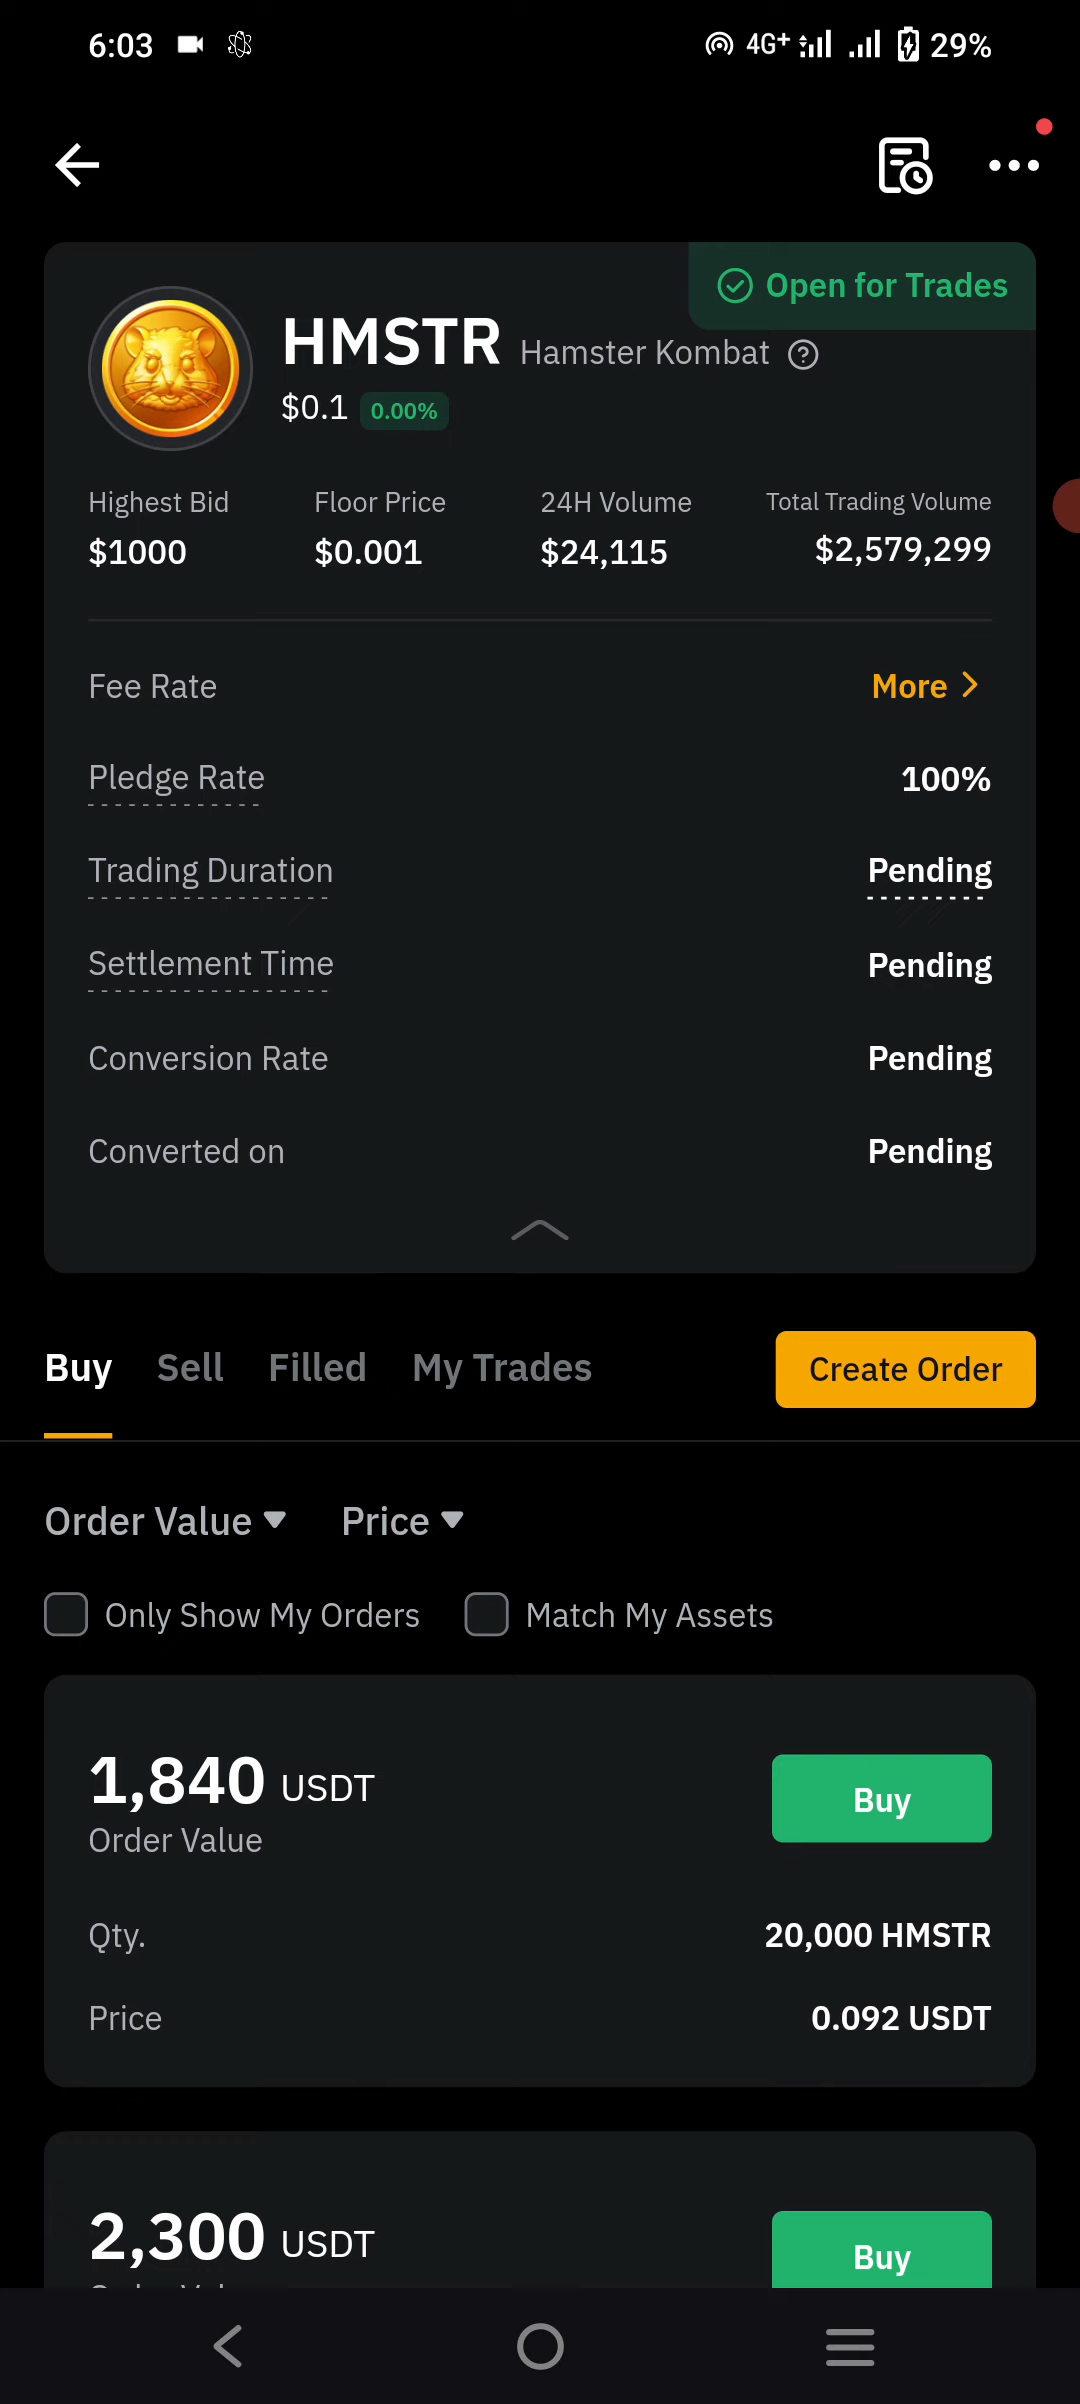 6:03 4G+ 29%
Open for Trades
HMSTR Hamster Kombat
$0.1 0.00%
Highest Bid Floor Price 24H Volume Total Trading Volume
$1000 $0.001 $24,115 $2,579,299
Fee Rate More
Pledge Rate 100%
Trading Duration Pending
Settlement Time Pending
Conversion Rate Pending
Converted on Pending
Buy Sell Filled My Trades Create Order
Order Value Price
Only Show My Orders Match My Assets
1,840 USDT Buy
Order Value
Qty. 20,000 HMSTR
Price 0.092 USDT
2,300 USDT Buy